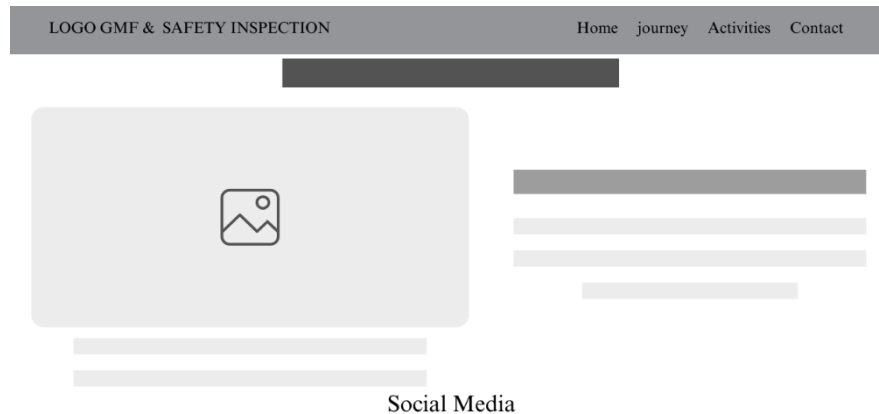 LOGO GMF & SAFETY INSPECTION Home journey Activities Contact
Social Media